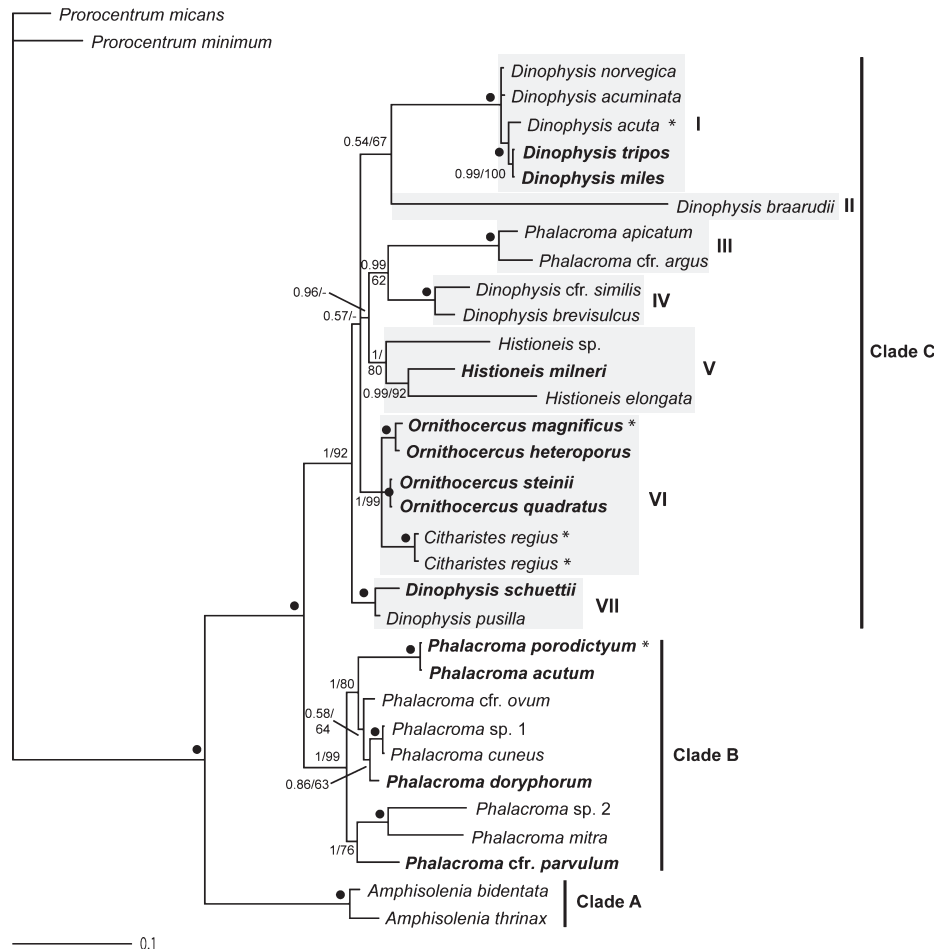 Prorocentrum micans
Prorocentrum minimum
Dinophysis norvegica
Dinophysis acuminata
Dinophysis acuta * I
0.54/67
Dinophysis tripos
0.99/100
Dinophysis miles
Dinophysis braarudii II
Phalacroma apicatum
III
Phalacroma cfr. argus
0.99
62
Dinophysis cfr. similis
0.96/-
IV
Dinophysis brevisulcus
0.57/-
Histioneis sp.
Clade C
1/
80
Histioneis milneri
V
0.99/92
Histioneis elongata
Ornithocercus magnificus *
Ornithocercus heteroporus
1/92
Ornithocercus steinii
1/99
Ornithocercus quadratus
VI
Citharistes regius *
Citharistes regius *
Dinophysis schuettii
VII
Dinophysis pusilla
Phalacroma porodictyum *
Phalacroma acutum
1/80
Phalacroma cfr. ovum
0.58/
64
Phalacroma sp. 1
Phalacroma cuneus
1/99
Clade B
0.86/63
Phalacroma doryphorum
Phalacroma sp. 2
Phalacroma mitra
1/76
Phalacroma cfr. parvulum
Amphisolenia bidentata
Clade A
Amphisolenia thrinax
0.1